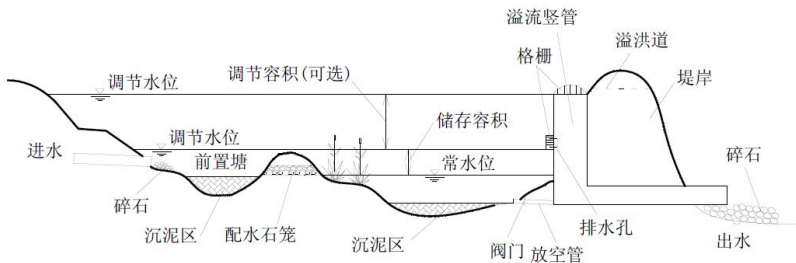 溢流竖管
溢洪道
格栅
调节水位
调节容积(可选)
堤岸
储存容积
调节水位
进水
前置塘
常水位
碎石
碎石
沉泥区
配水石笼
沉泥区
阀门
放空管
排水孔
出水